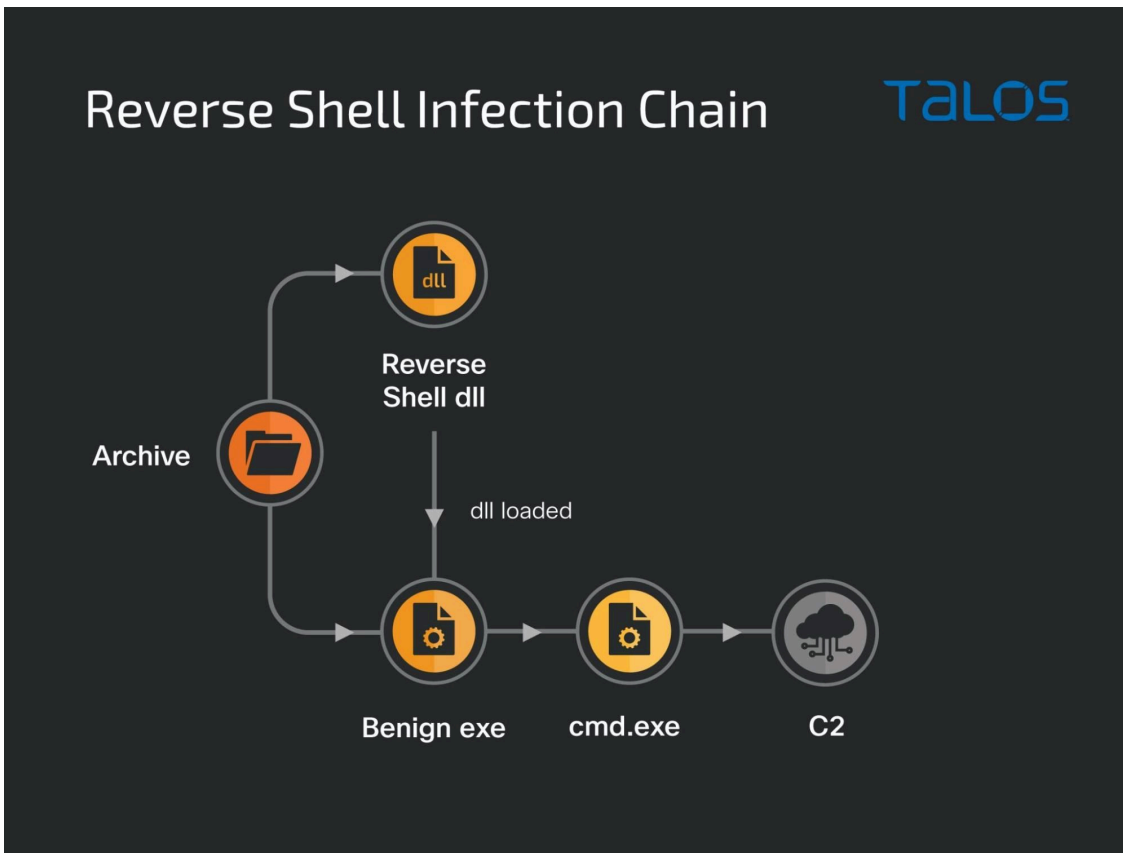 Reverse Shell Infection Chain
TALOS
dll
Reverse
Shell dll
Archive
dll loaded
Benign exe
cmd.exe
C2